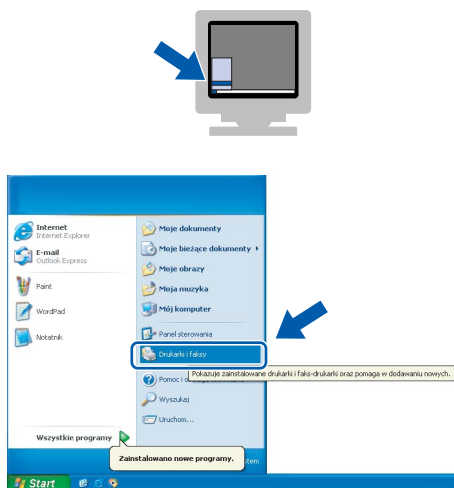 Internet
Internet Explorer
E-mail
Outlook Express
Paint
WordPad
Notatnik
Wszystkie programy
Moje dokumenty
Moje bieżące dokumenty
Moje obrazy
Moja muzyka
Mój komputer
Panel sterowania
Drukarki i faksy
Pokazuje zainstalowane drukarki i faks-drukarki oraz pomaga w dodawaniu nowych.
Pomoc i
Wyszukaj
Uruchom...
Zainstalowano nowe programy.
Start